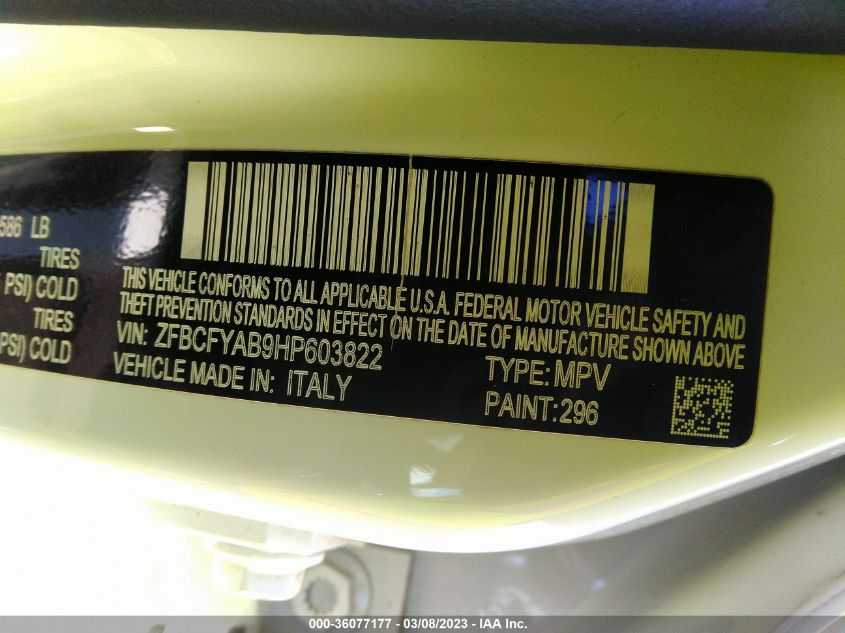 586 LB
TIRES
PSI) COLD
TIRES
PSI) COLD
THIS VEHICLE CONFORMS TO ALL APPLICABLE U.S.A. FEDERAL MOTOR VEHICLE SAFETY AND
THEFT PREVENTION STANDARDS IN EFFECT ON THE DATE OF MANUFACTURE SHOWN ABOVE
VIN: ZFBCFYAB9HP603822
TYPE: MPV
VEHICLE MADE IN: ITALY
PAINT: 296
000-36077177 — 03/08/2023 — IAA Inc.